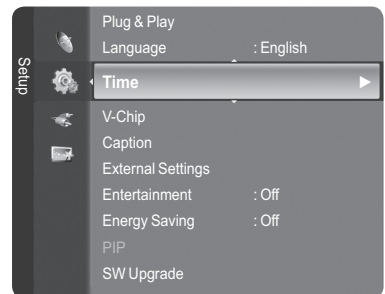 Setup
Plug & Play
Language : English
Time
V-Chip
Caption
External Settings
Entertainment : Off
Energy Saving : Off
PIP
SW Upgrade